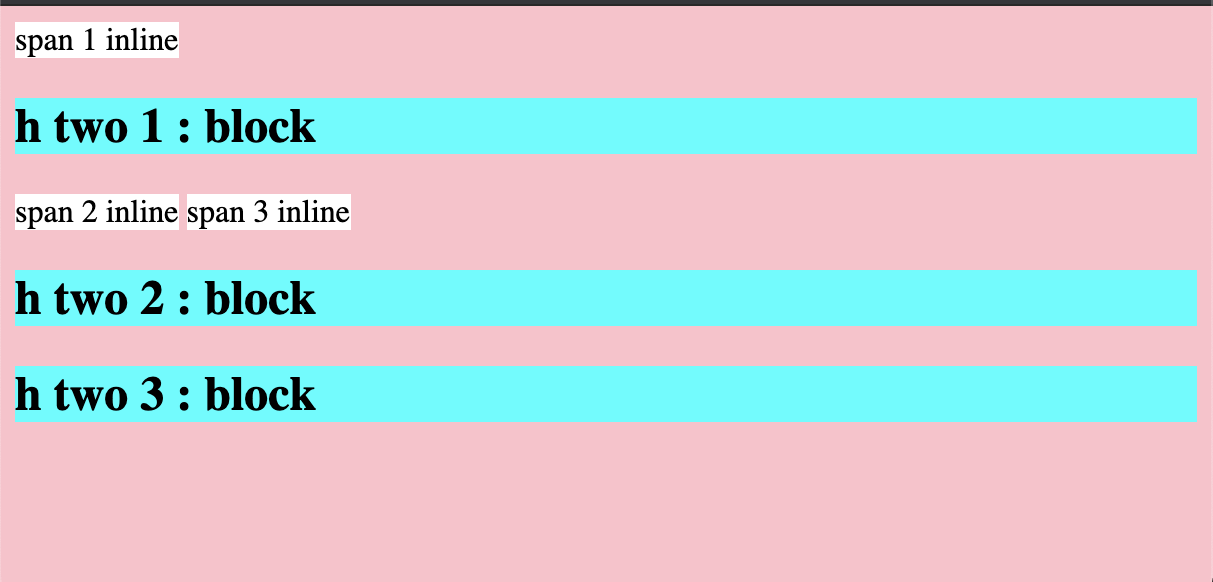 span 1 inline
h two 1 : block
span 2 inline span 3 inline
h two 2 : block
h two 3 : block